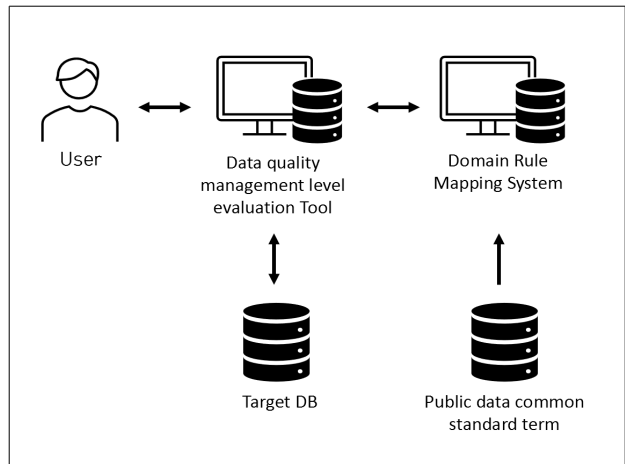 User
Data quality
management level
evaluation Tool
Domain Rule
Mapping System
Target DB
Public data common
standard term